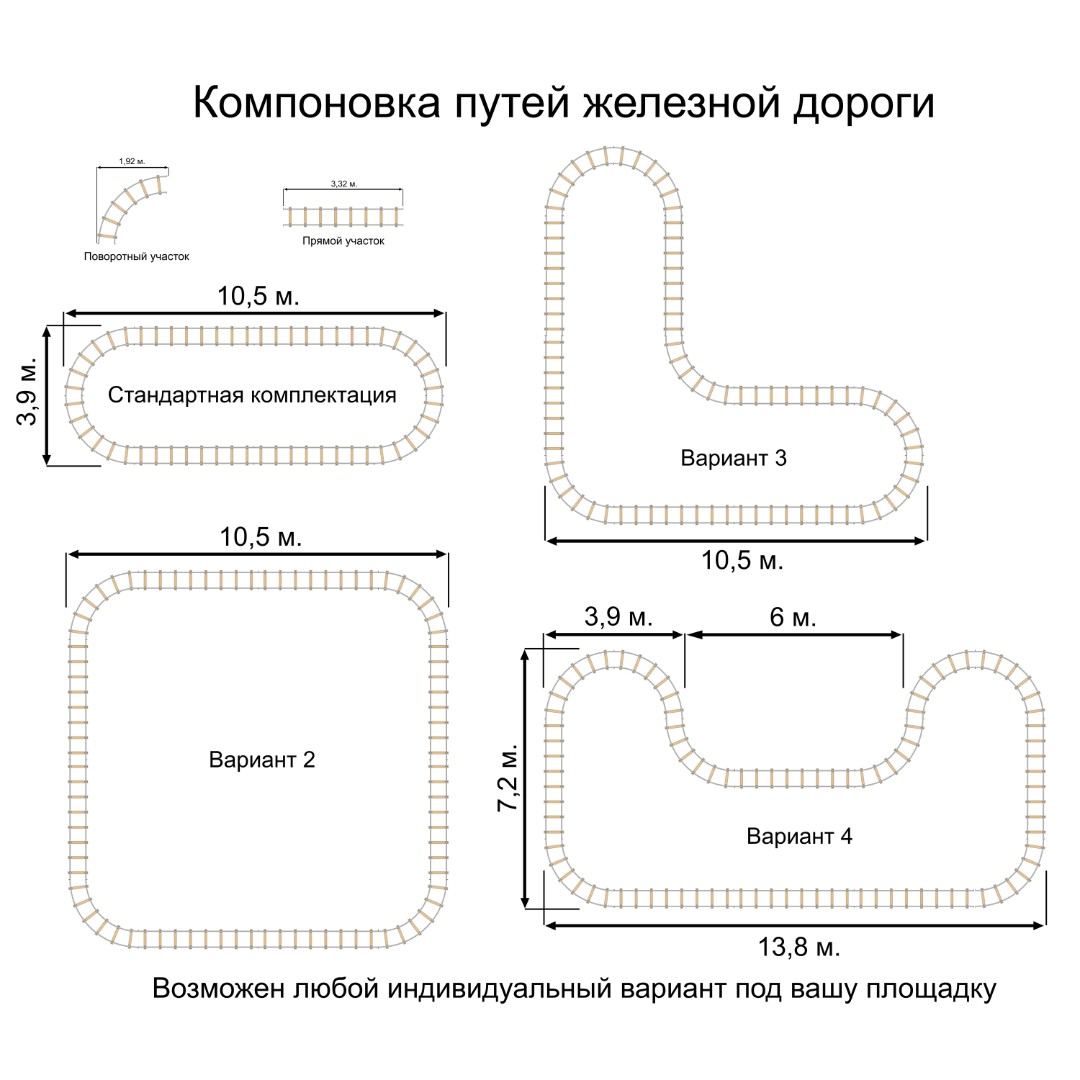 Компоновка путей железной дороги
1,92 м.
Поворотный участок
3,32 м.
Прямой участок
10,5 м.
3,9 м.
Стандартная комплектация
Вариант 3
10,5 м.
10,5 м.
Вариант 2
3,9 м.
6 м.
7,2 м.
Вариант 4
13,8 м.
Возможен любой индивидуальный вариант под вашу площадку